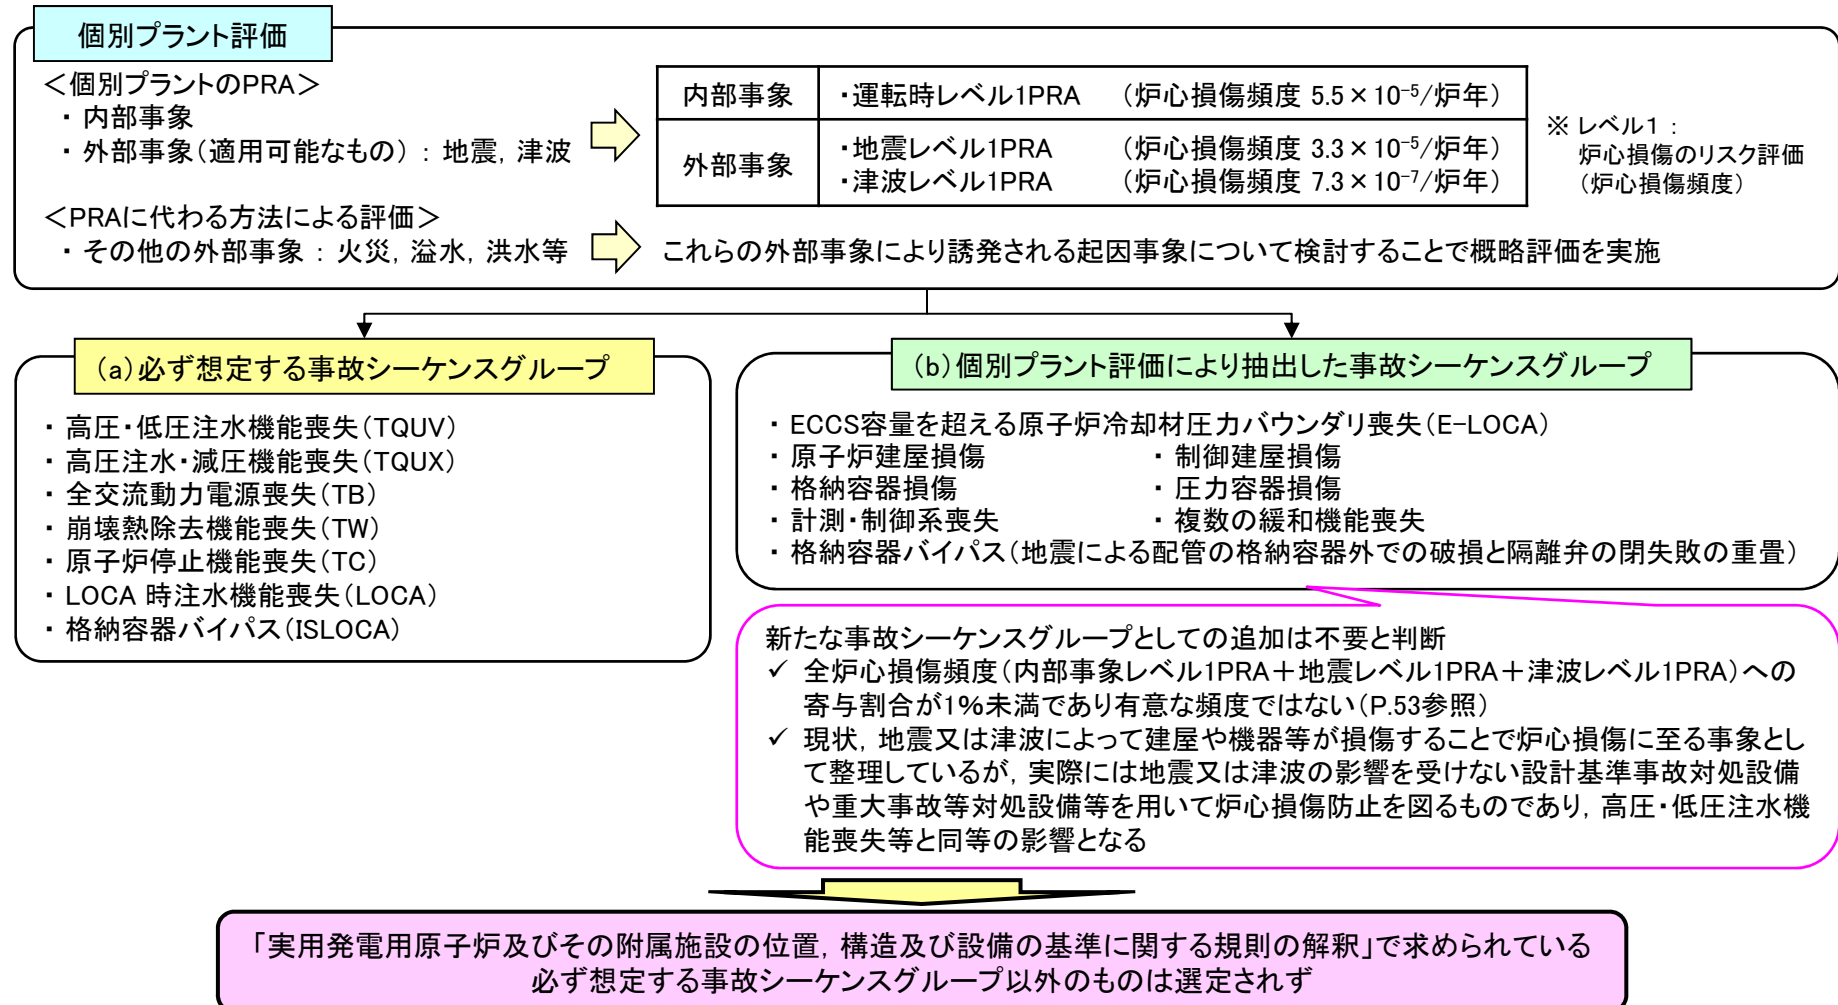 個別プラント評価
＜個別プラントのPRA＞
・ 内部事象
・ 外部事象（適用可能なもの）：地震，津波
内部事象
・運転時レベル1PRA （炉心損傷頻度 5.5×10⁻⁵/炉年）
外部事象
・地震レベル1PRA （炉心損傷頻度 3.3×10⁻⁵/炉年）
・津波レベル1PRA （炉心損傷頻度 7.3×10⁻⁷/炉年）
※ レベル1：
炉心損傷のリスク評価
（炉心損傷頻度）
＜PRAに代わる方法による評価＞
・ その他の外部事象：火災，溢水，洪水等
これらの外部事象により誘発される起因事象について検討することで概略評価を実施
（a）必ず想定する事故シーケンスグループ
・ 高圧・低圧注水機能喪失（TQUV）
・ 高圧注水・減圧機能喪失（TQUX）
・ 全交流動力電源喪失（TB）
・ 崩壊熱除去機能喪失（TW）
・ 原子炉停止機能喪失（TC）
・ LOCA 時注水機能喪失（LOCA）
・ 格納容器バイパス（ISLOCA）
（b）個別プラント評価により抽出した事故シーケンスグループ
・ ECCS容量を超える原子炉冷却材圧力バウンダリ喪失（E-LOCA）
・ 原子炉建屋損傷 ・ 制御建屋損傷
・ 格納容器損傷 ・ 圧力容器損傷
・ 計測・制御系喪失 ・ 複数の緩和機能喪失
・ 格納容器バイパス（地震による配管の格納容器外での破損と隔離弁の閉失敗の重畳）
新たな事故シーケンスグループとしての追加は不要と判断
✓ 全炉心損傷頻度（内部事象レベル1PRA＋地震レベル1PRA＋津波レベル1PRA）への
寄与割合が1％未満であり有意な頻度ではない（P.53参照）
✓ 現状，地震又は津波によって建屋や機器等が損傷することで炉心損傷に至る事象とし
て整理しているが，実際には地震又は津波の影響を受けない設計基準事故対処設備
や重大事故等対処設備等を用いて炉心損傷防止を図るものであり，高圧・低圧注水機
能喪失等と同等の影響となる
「実用発電用原子炉及びその附属施設の位置，構造及び設備の基準に関する規則の解釈」で求められている
必ず想定する事故シーケンスグループ以外のものは選定されず